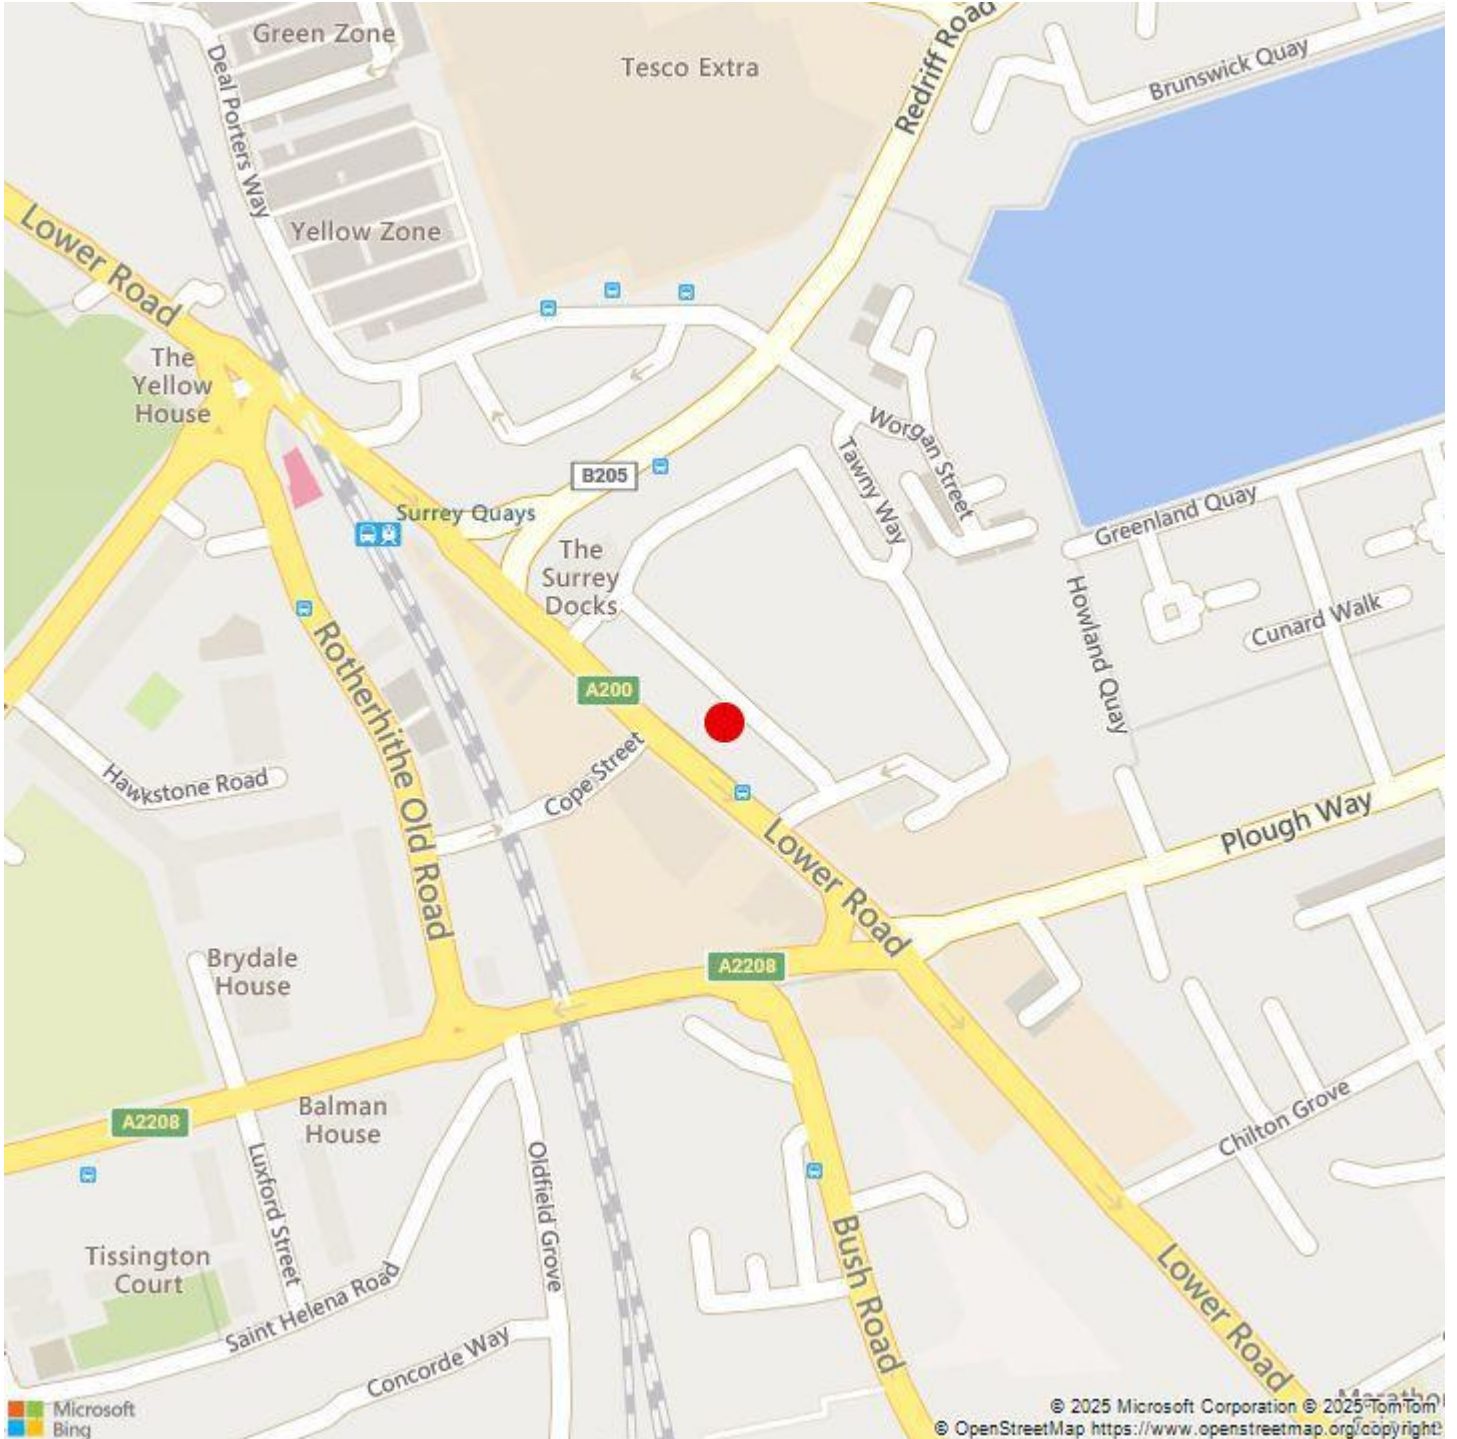 Green Zone
Tesco Extra
Redriff Road
Brunswick Quay
Deal Porters Way
Yellow Zone
Lower Road
The
Yellow
House
Worgan Street
Tawny Way
B205
Surrey Quays
Greenland Quay
The
Surrey
Docks
Howland Quay
Cunard Walk
Rotherhithe Old Road
A200
Cope Street
Hawkstone Road
Plough Way
Lower Road
Brydale
House
A2208
A2208
Balman
House
Chilton Grove
Luxford Street
Oldfield Grove
Bush Road
Tissington
Court
Saint Helena Road
Concorde Way
Lower Road
Microsoft
Bing
© 2025 Microsoft Corporation © 2025 TomTom
© OpenStreetMap https://www.openstreetmap.org/copyright